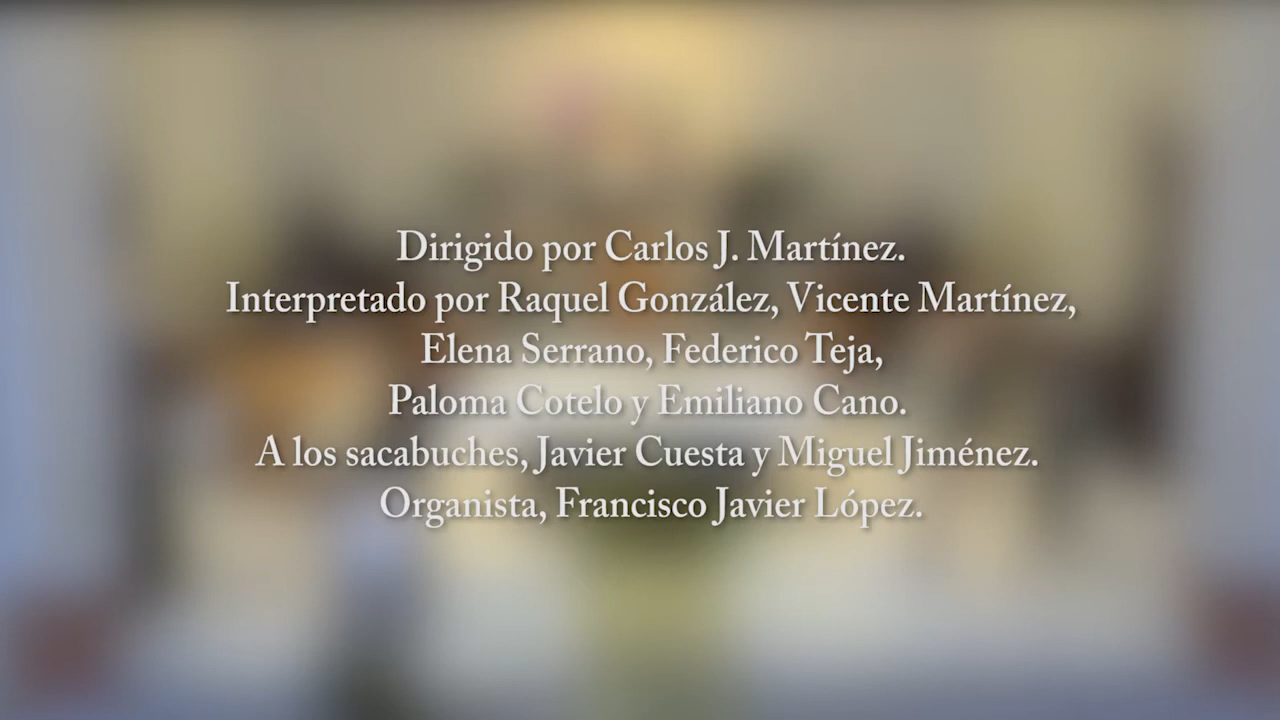 Dirigido por Carlos J. Martínez.
Interpretado por Raquel González, Vicente Martínez,
Elena Serrano, Federico Teja,
Paloma Cotelo y Emiliano Cano.
A los sacabuches, Javier Cuesta y Miguel Jiménez.
Organista, Francisco Javier López.